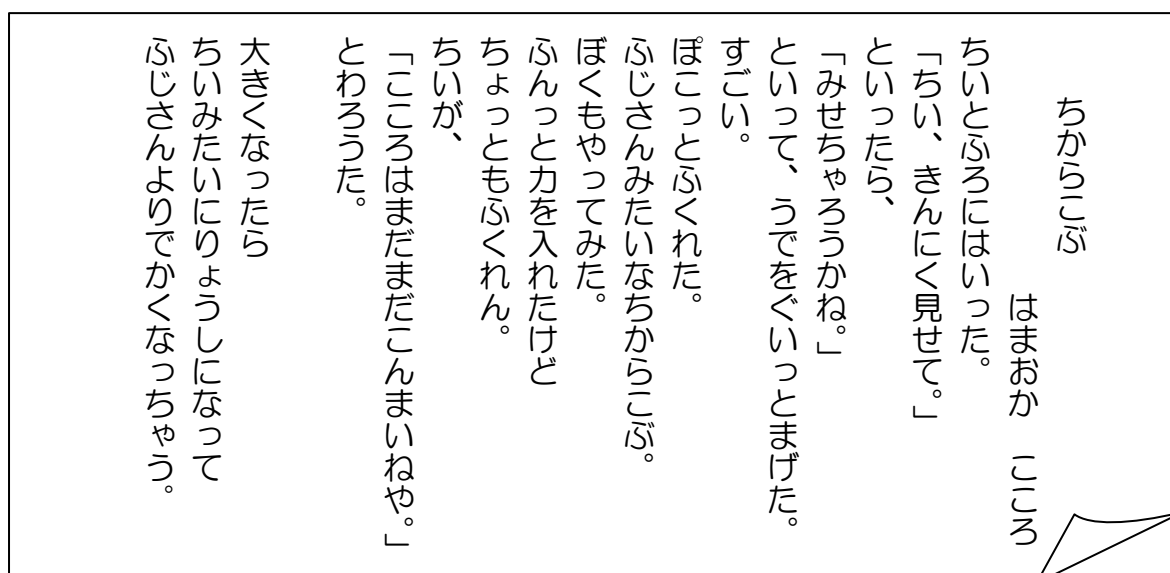 ちからこぶ
はまおか　こころ
ちいとふろにはいった。
「ちい、きんにく見せて。」
といったら、
「みせちゃろうかね。」
といって、うでをぐいっとまげた。
すごい。
ぽこっとふくれた。
ふじさんみたいなちからこぶ。
ぼくもやってみた。
ふんっと力を入れたけど
ちょっともふくれん。
ちいが、
「こころはまだまだこんまいねや。」
とわろうた。
大きくなったら
ちいみたいにりょうしになって
ふじさんよりでかくなっちゃう。